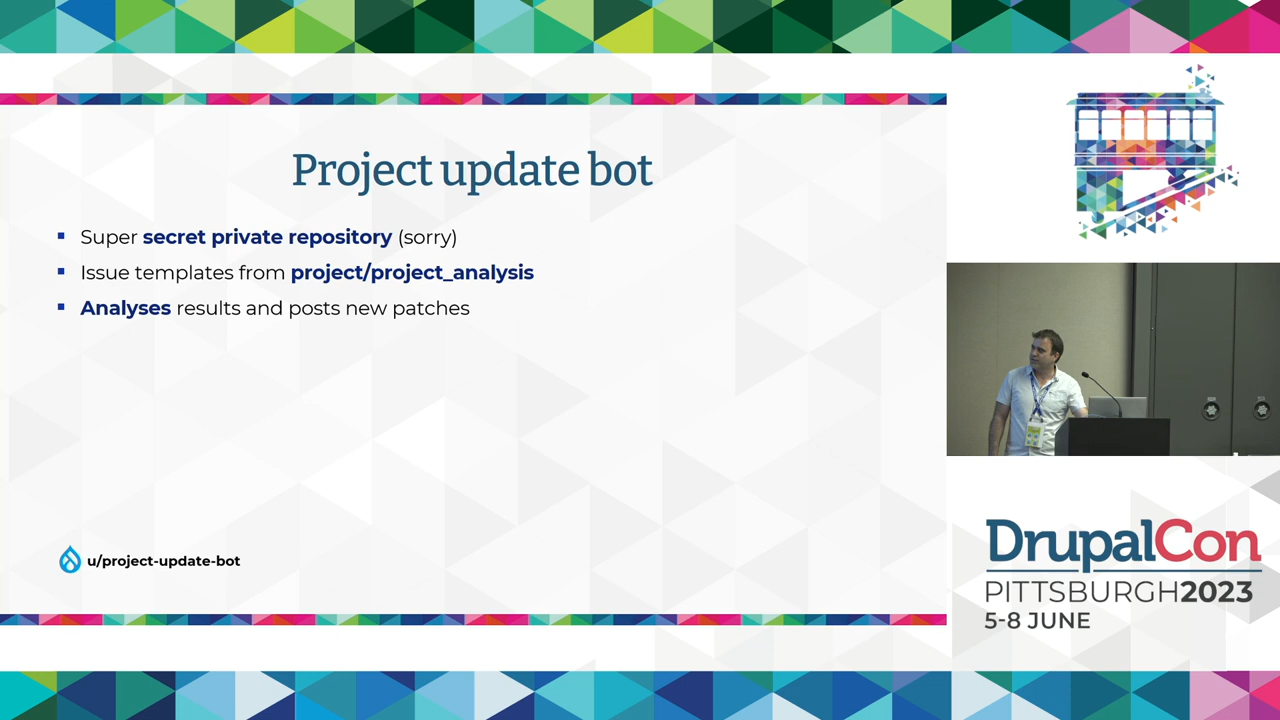 Project update bot
Super secret private repository (sorry)
Issue templates from project/project_analysis
Analyses results and posts new patches
u/project-update-bot
DrupalCon
PITTSBURGH2023
5-8 JUNE